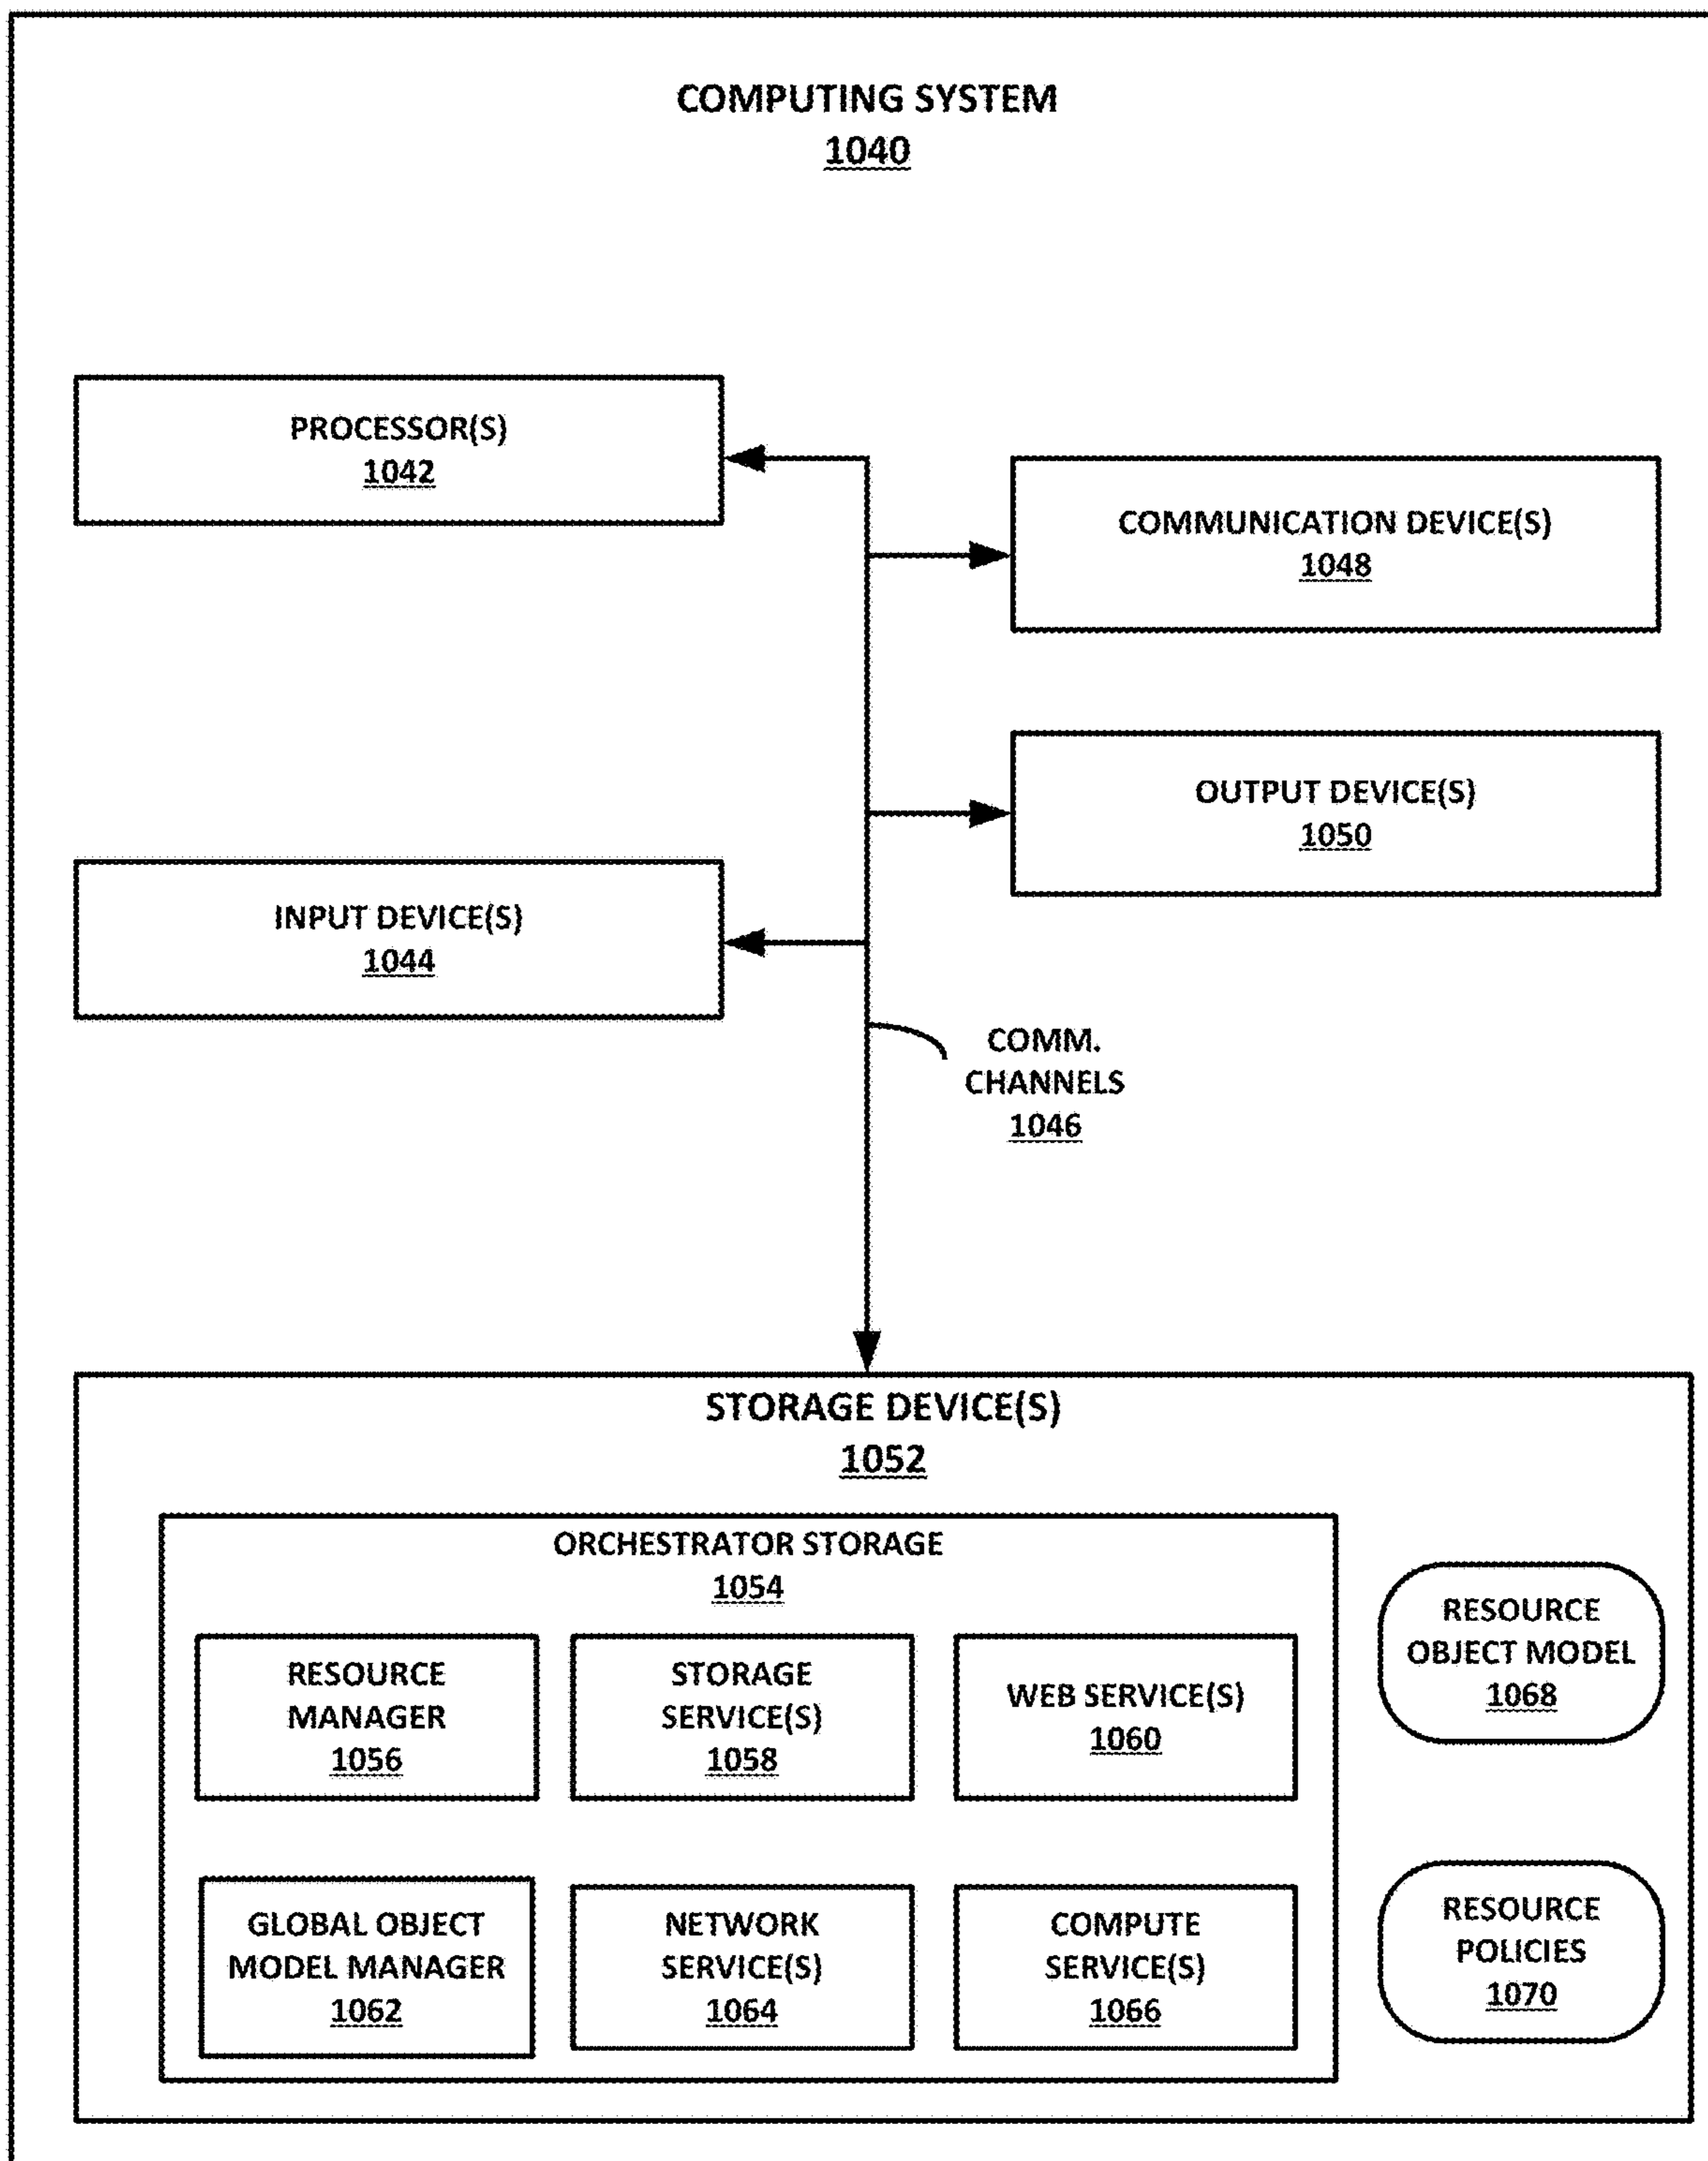 COMPUTING SYSTEM
1040
PROCESSOR(S)
1042
COMMUNICATION DEVICE(S)
1048
OUTPUT DEVICE(S)
1050
INPUT DEVICE(S)
1044
COMM.
CHANNELS
1046
STORAGE DEVICE(S)
1052
ORCHESTRATOR STORAGE
1054
RESOURCE
MANAGER
1056
STORAGE
SERVICE(S)
1058
WEB SERVICE(S)
1060
RESOURCE
OBJECT MODEL
1068
GLOBAL OBJECT
MODEL MANAGER
1062
NETWORK
SERVICE(S)
1064
COMPUTE
SERVICE(S)
1066
RESOURCE
POLICIES
1070